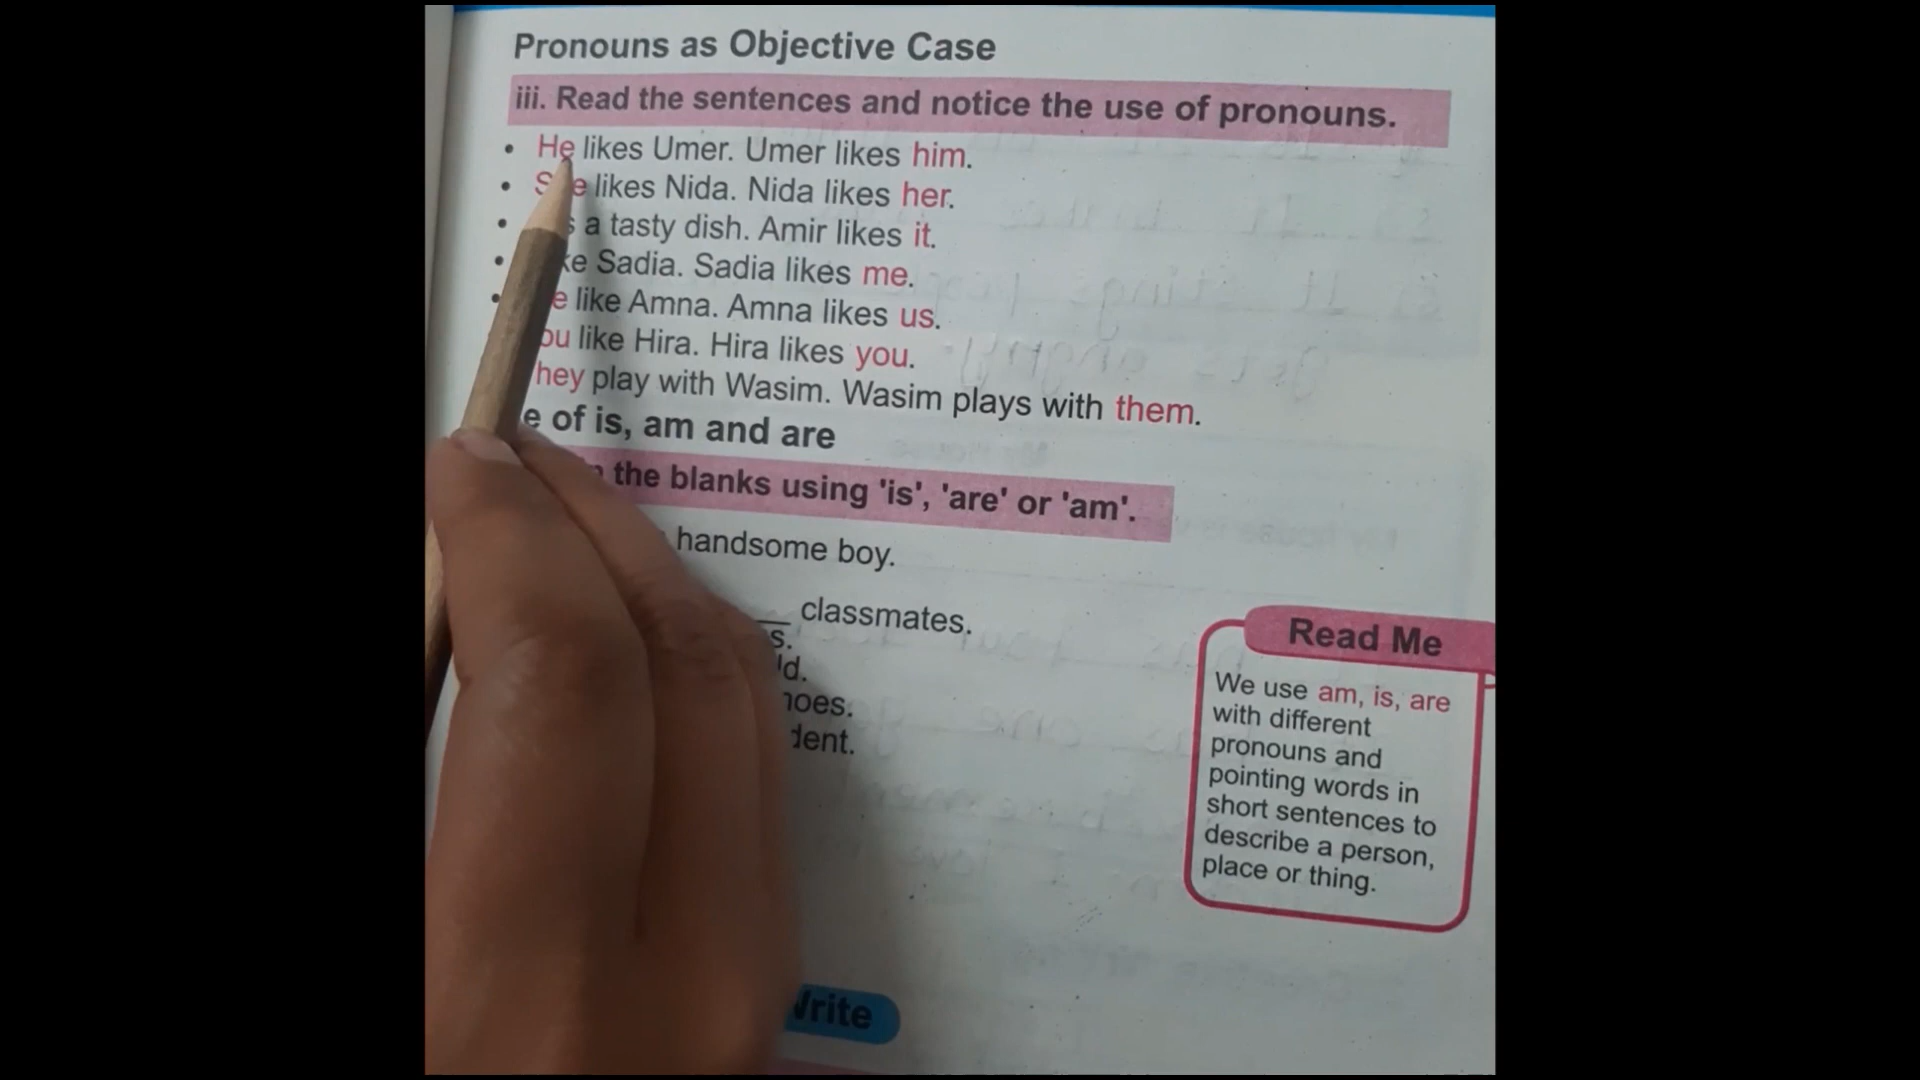 Pronouns as Objective Case
iii. Read the sentences and notice the use of pronouns.
• He likes Umer. Umer likes him.
• She likes Nida. Nida likes her.
• a tasty dish. Amir likes it.
• Sadia. Sadia likes me.
• like Amna. Amna likes us.
like Hira. Hira likes you.
play with Wasim. Wasim plays with them.
of is, am and are
the blanks using 'is', 'are' or 'am'.
handsome boy.
classmates.
Read Me
We use am, is, are
with different
pronouns and
pointing words in
short sentences to
describe a person,
place or thing.